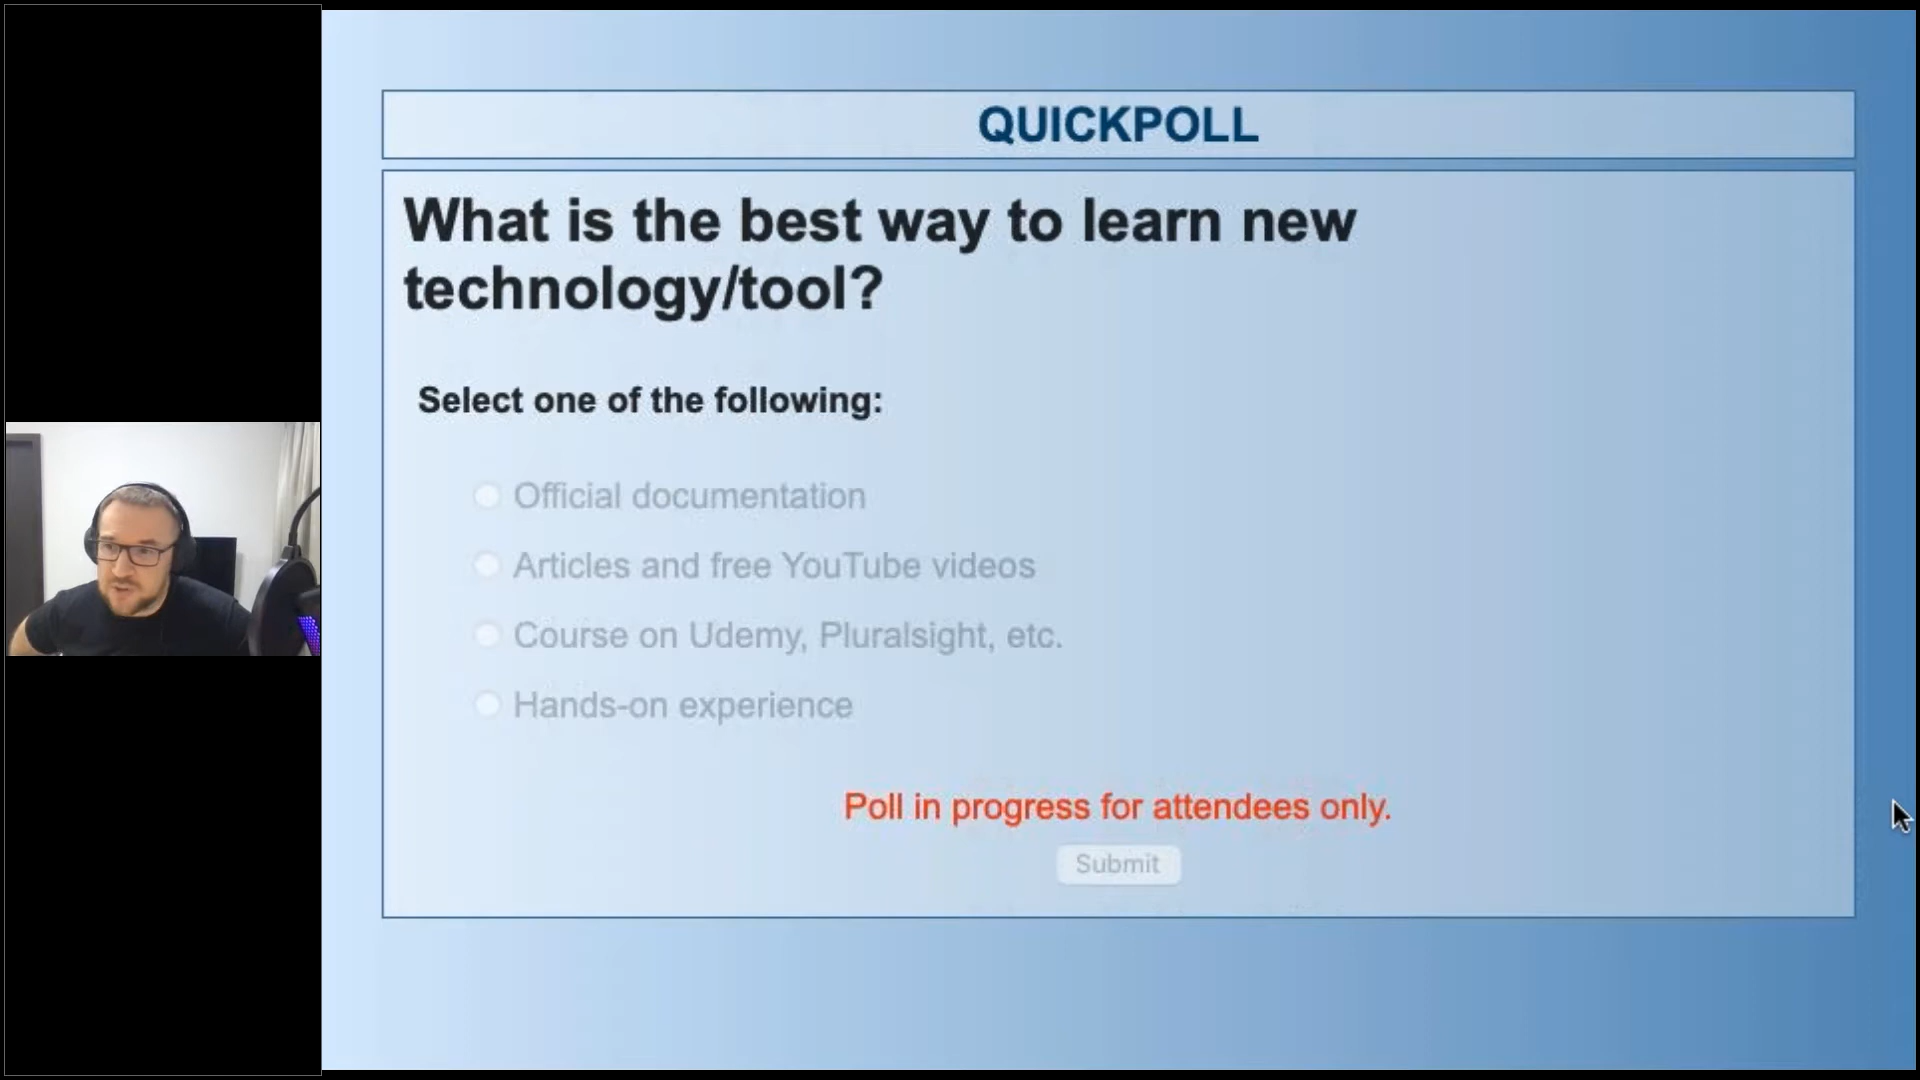 QUICKPOLL
What is the best way to learn new
technology/tool?
Select one of the following:
Official documentation
Articles and free YouTube videos
Course on Udemy, Pluralsight, etc.
Hands-on experience
Poll in progress for attendees only.
Submit